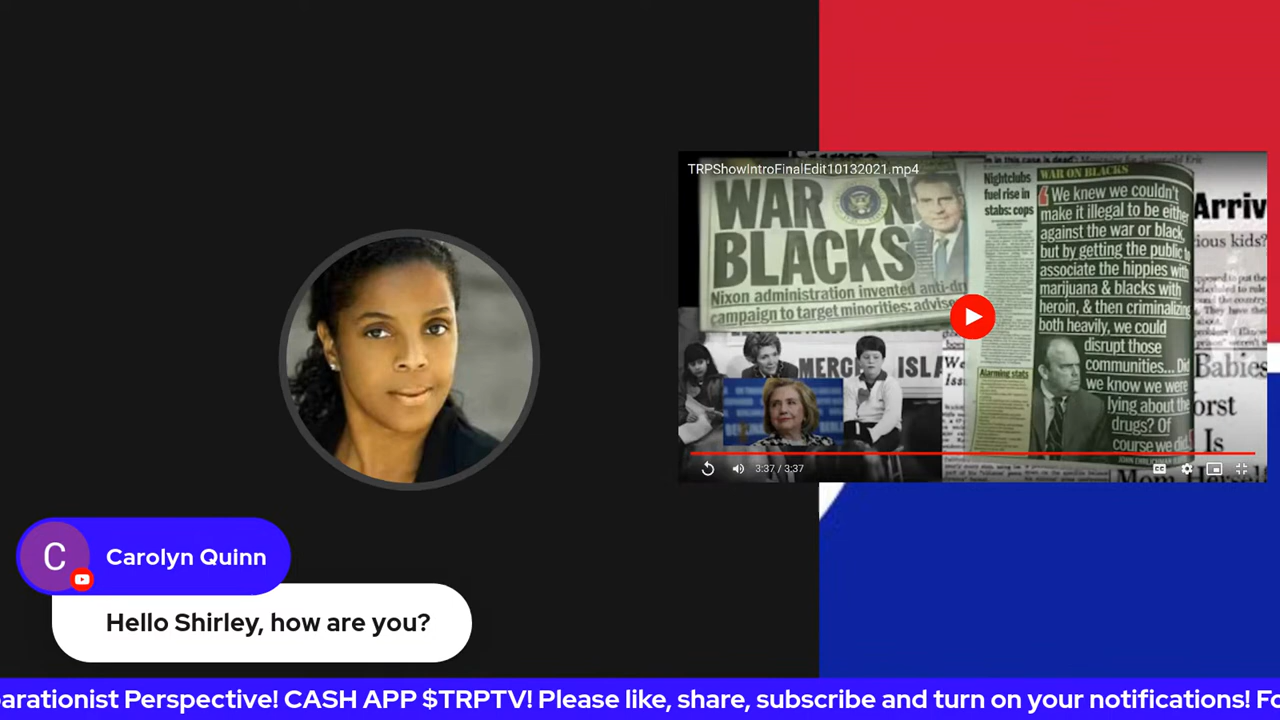 TRPShowIntroFinalEdit10132021.mp4
WAR ON
BLACKS
Nixon administration invented anti-dr
campaign to target minorities: advise
Nightclubs
fuel rise in
stabs: cops
Alarming stats
WAR ON BLACKS
We knew we couldn't
make it illegal to be either
against the war or black,
but by getting the public to
associate the hippies with
marijuana & blacks with
heroin, & then criminalizing
both heavily, we could
disrupt those
communities... Did
we know we were
lying about the
drugs? Of
course we did.
JOHN EHRLICHMAN
Arriv
ious kids?
Babies
orst
Is
Mom Herself
MERC ISLA
3:37 / 3:37
CC
C
Carolyn Quinn
Hello Shirley, how are you?
arationist Perspective! CASH APP $TRPTV! Please like, share, subscribe and turn on your notifications! Fo